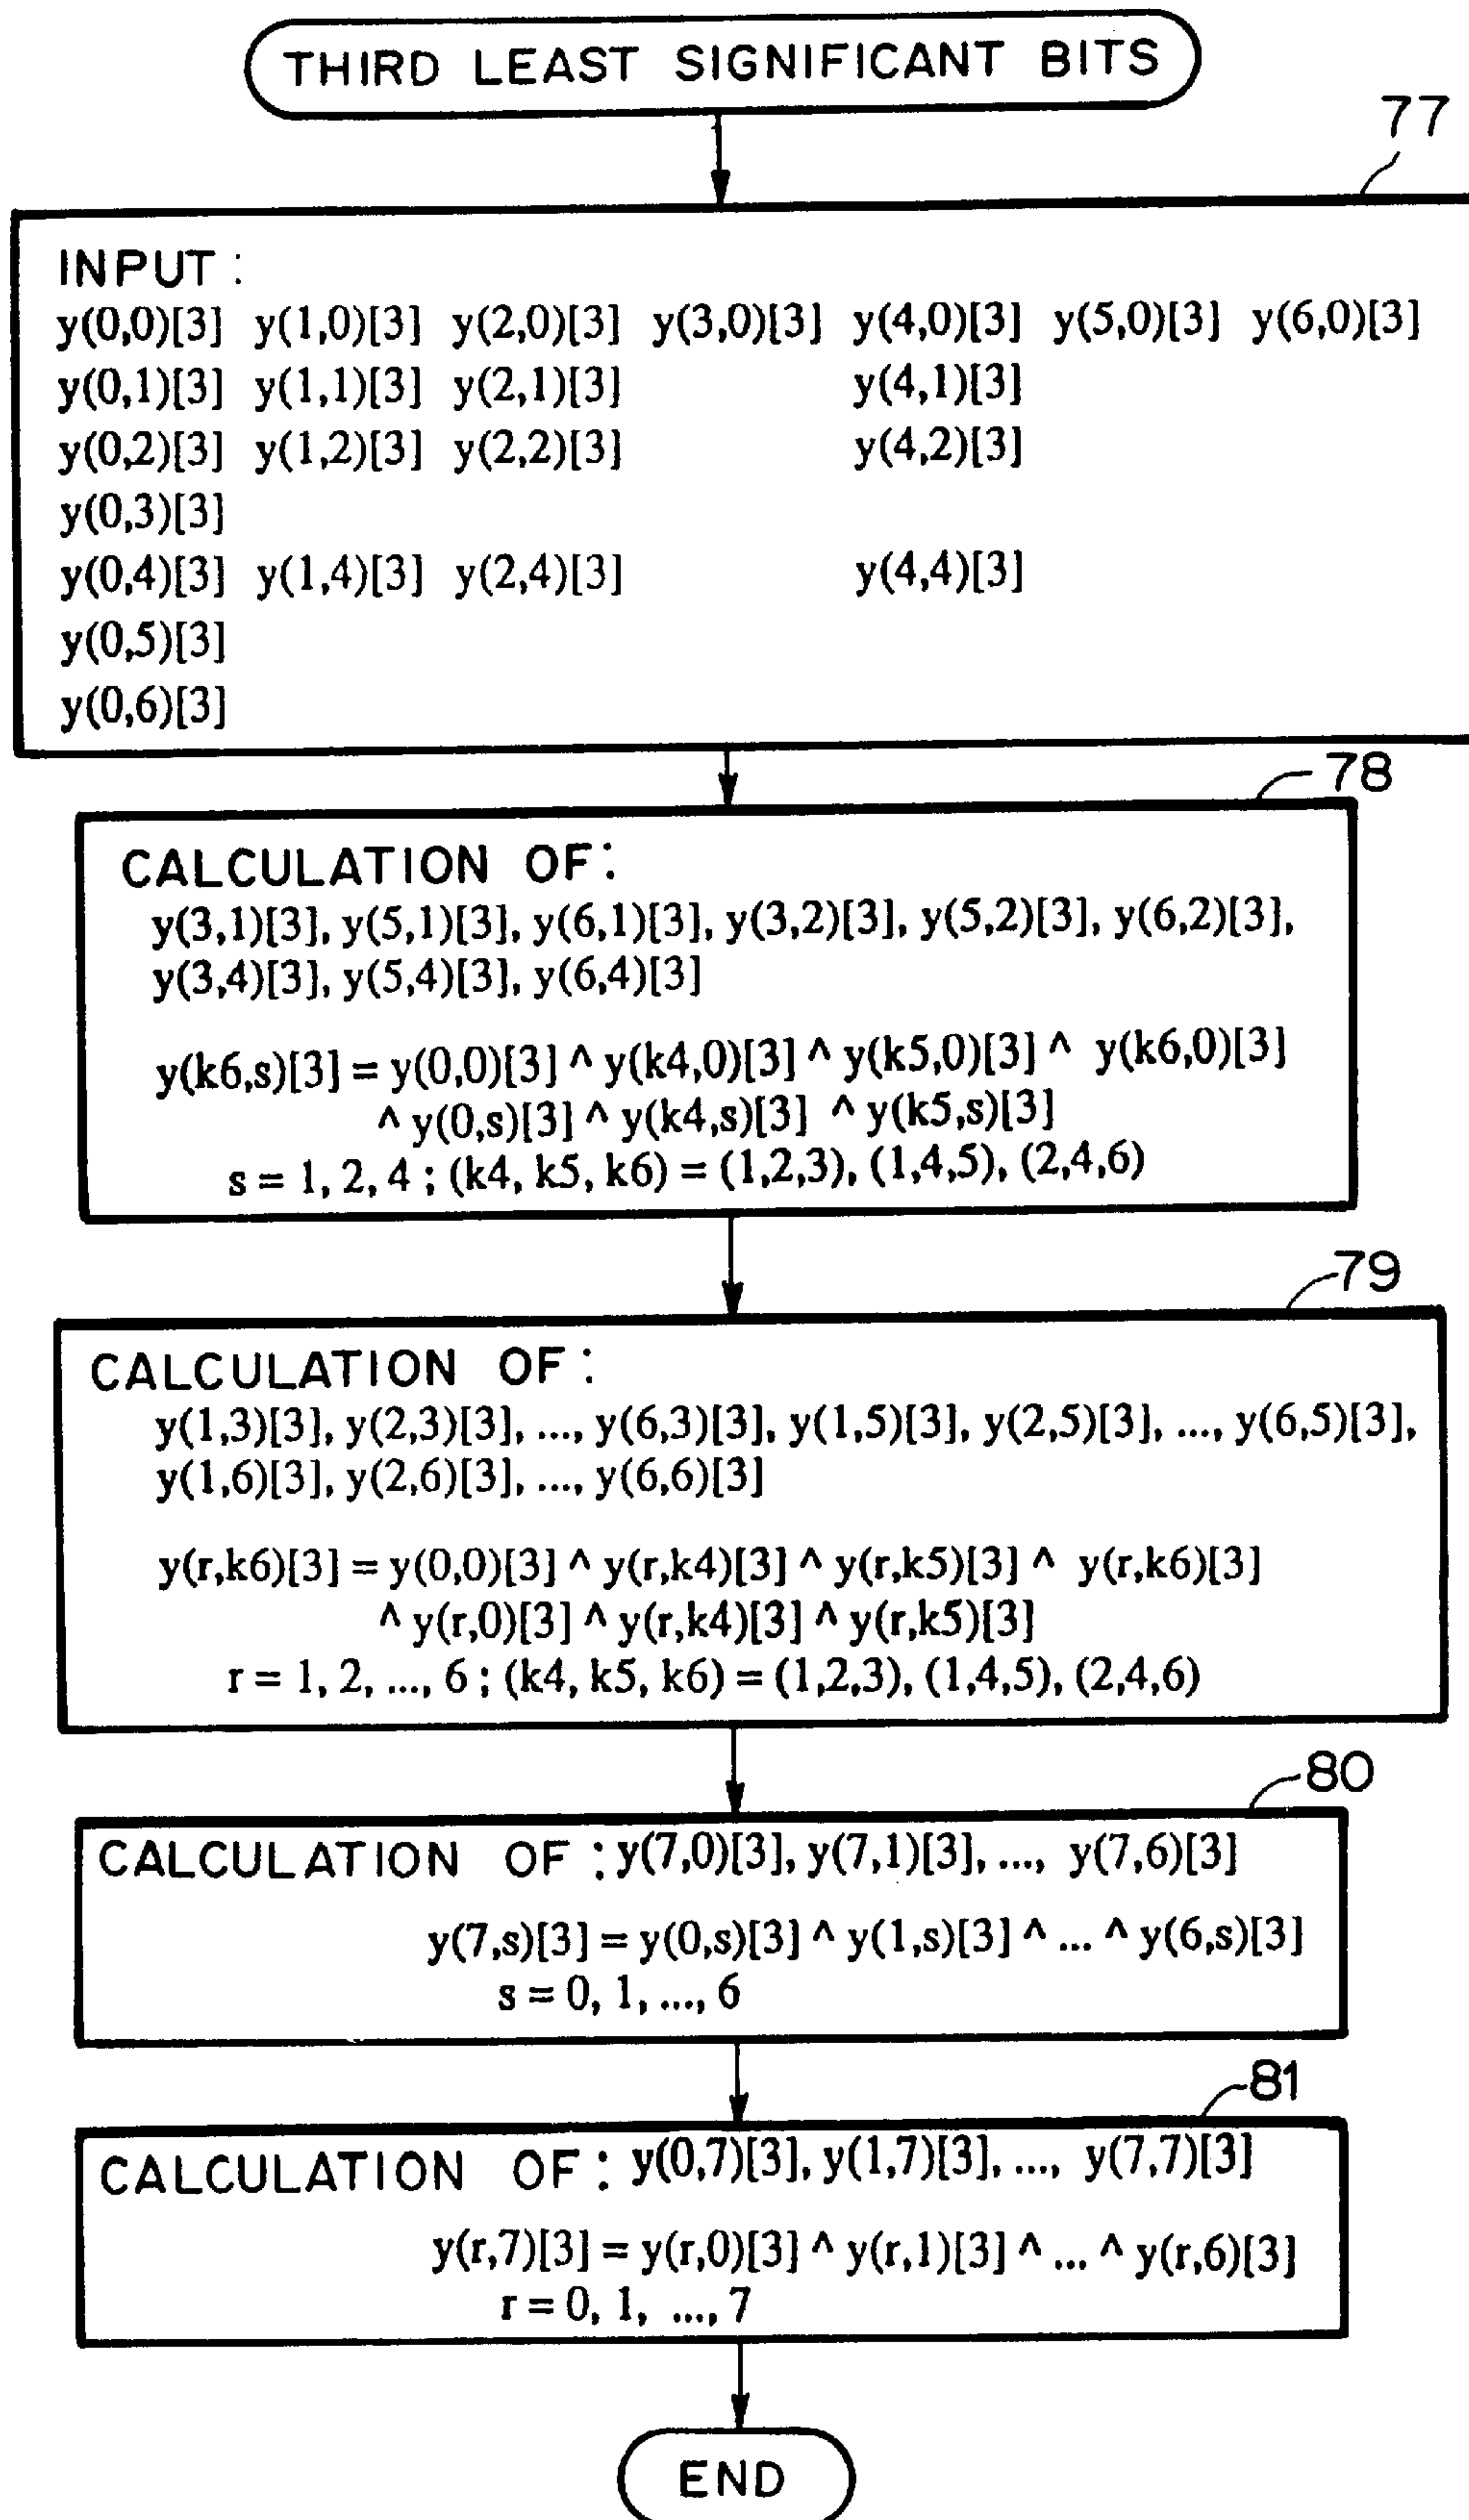 THIRD LEAST SIGNIFICANT BITS
77
INPUT :
y(0,0)[3] y(1,0)[3] y(2,0)[3] y(3,0)[3] y(4,0)[3] y(5,0)[3] y(6,0)[3]
y(0,1)[3] y(1,1)[3] y(2,1)[3] y(4,1)[3]
y(0,2)[3] y(1,2)[3] y(2,2)[3] y(4,2)[3]
y(0,3)[3]
y(0,4)[3] y(1,4)[3] y(2,4)[3] y(4,4)[3]
y(0,5)[3]
y(0,6)[3]
78
CALCULATION OF:
y(3,1)[3], y(5,1)[3], y(6,1)[3], y(3,2)[3], y(5,2)[3], y(6,2)[3],
y(3,4)[3], y(5,4)[3], y(6,4)[3]
y(k6,s)[3] = y(0,0)[3] ^ y(k4,0)[3] ^ y(k5,0)[3] ^ y(k6,0)[3]
^ y(0,s)[3] ^ y(k4,s)[3] ^ y(k5,s)[3]
s = 1, 2, 4 ; (k4, k5, k6) = (1,2,3), (1,4,5), (2,4,6)
79
CALCULATION OF:
y(1,3)[3], y(2,3)[3], ..., y(6,3)[3], y(1,5)[3], y(2,5)[3], ..., y(6,5)[3],
y(1,6)[3], y(2,6)[3], ..., y(6,6)[3]
y(r,k6)[3] = y(0,0)[3] ^ y(r,k4)[3] ^ y(r,k5)[3] ^ y(r,k6)[3]
^ y(r,0)[3] ^ y(r,k4)[3] ^ y(r,k5)[3]
r = 1, 2, ..., 6 ; (k4, k5, k6) = (1,2,3), (1,4,5), (2,4,6)
80
CALCULATION OF : y(7,0)[3], y(7,1)[3], ..., y(7,6)[3]
y(7,s)[3] = y(0,s)[3] ^ y(1,s)[3] ^ ... ^ y(6,s)[3]
s = 0, 1, ..., 6
81
CALCULATION OF : y(0,7)[3], y(1,7)[3], ..., y(7,7)[3]
y(r,7)[3] = y(r,0)[3] ^ y(r,1)[3] ^ ... ^ y(r,6)[3]
r = 0, 1, ..., 7
END